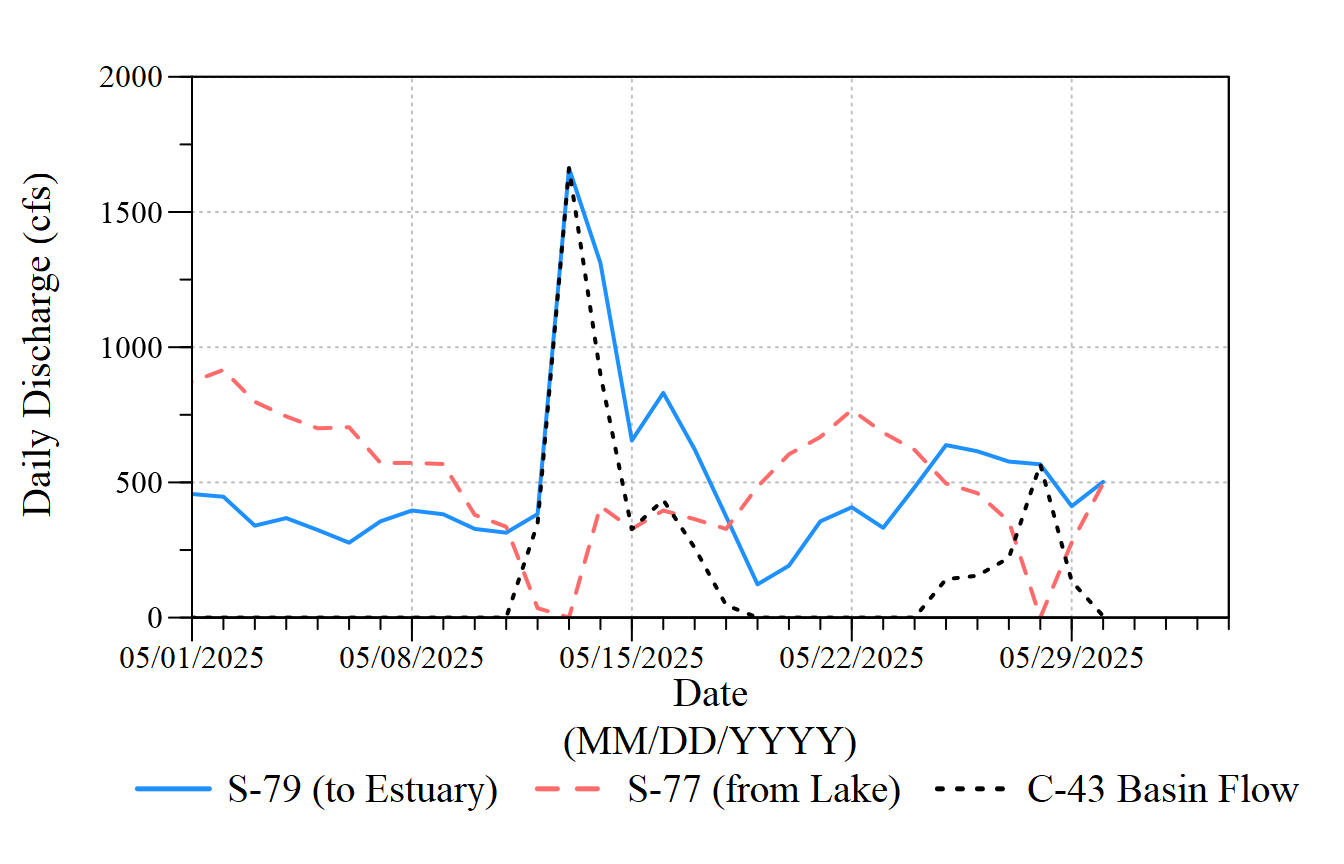 2000
1500
1000
500
0
Daily Discharge (cfs)
05/01/2025 05/08/2025 05/15/2025 05/22/2025 05/29/2025
Date
(MM/DD/YYYY)
S-79 (to Estuary) S-77 (from Lake) C-43 Basin Flow